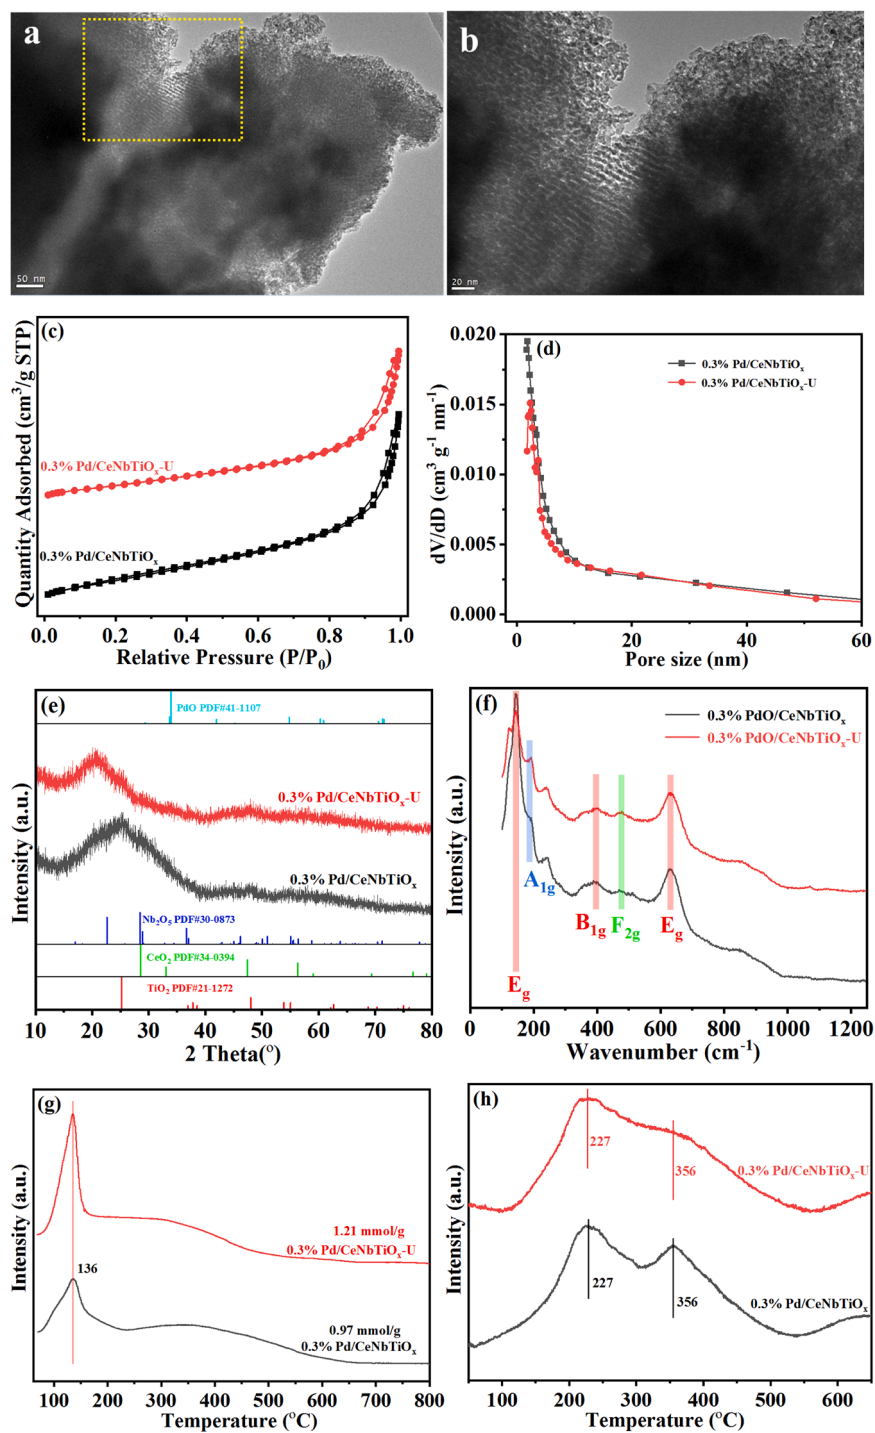 a
50 nm
b
20 nm
(c)
Quantity Adsorbed (cm³/g STP)
0.3% Pd/CeNbTiOₓ-U
0.3% Pd/CeNbTiOₓ
0.0 0.2 0.4 0.6 0.8 1.0
Relative Pressure (P/P₀)
(d)
dV/dD (cm³ g⁻¹ nm⁻¹)
0.020
0.015
0.010
0.005
0.000
0.3% Pd/CeNbTiOₓ
0.3% Pd/CeNbTiOₓ-U
0 20 40 60
Pore size (nm)
(e)
Intensity (a.u.)
PdO PDF#41-1107
0.3% Pd/CeNbTiOₓ-U
0.3% Pd/CeNbTiOₓ
Nb₂O₅ PDF#30-0873
CeO₂ PDF#34-0394
TiO₂ PDF#21-1272
10 20 30 40 50 60 70 80
2 Theta(°)
(f)
Intensity (a.u.)
0.3% PdO/CeNbTiOₓ
0.3% PdO/CeNbTiOₓ-U
A1g
B1g
F2g
Eg
Eg
0 200 400 600 800 1000 1200
Wavenumber (cm⁻¹)
(g)
Intensity (a.u.)
1.21 mmol/g
0.3% Pd/CeNbTiOₓ-U
136
0.97 mmol/g
0.3% Pd/CeNbTiOₓ
100 200 300 400 500 600 700 800
Temperature (°C)
(h)
Intensity (a.u.)
227
356
0.3% Pd/CeNbTiOₓ-U
227
356
0.3% Pd/CeNbTiOₓ
100 200 300 400 500 600
Temperature (°C)